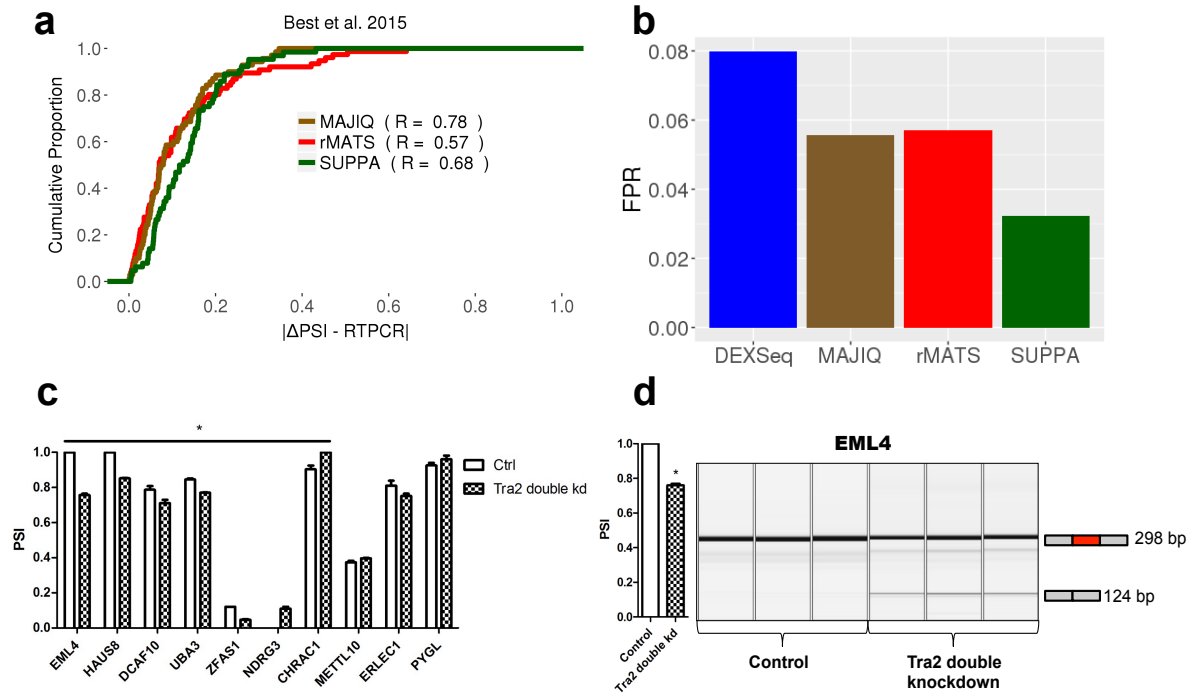 a
Best et al. 2015
1.0
0.8
0.6
0.4
0.2
0.0
Cumulative Proportion
MAJIQ ( R = 0.78 )
rMATS ( R = 0.57 )
SUPPA ( R = 0.68 )
0.0 0.2 0.4 0.6 0.8 1.0
|ΔPSI - RTPCR|
b
0.08
0.06
0.04
0.02
0.00
FPR
DEXSeq MAJIQ rMATS SUPPA
c
*
1.0
0.8
0.6
0.4
0.2
0.0
PSI
Ctrl
Tra2 double kd
EML4 HAUS8 DCAF10 UBA3 ZFAS1 NDRG3 CHRAC1 METTL10 ERLEC1 PYGL
d
EML4
1.0
0.8
0.6
0.4
0.2
0.0
PSI
*
Control
Tra2 double kd
298 bp
124 bp
Control
Tra2 double
knockdown